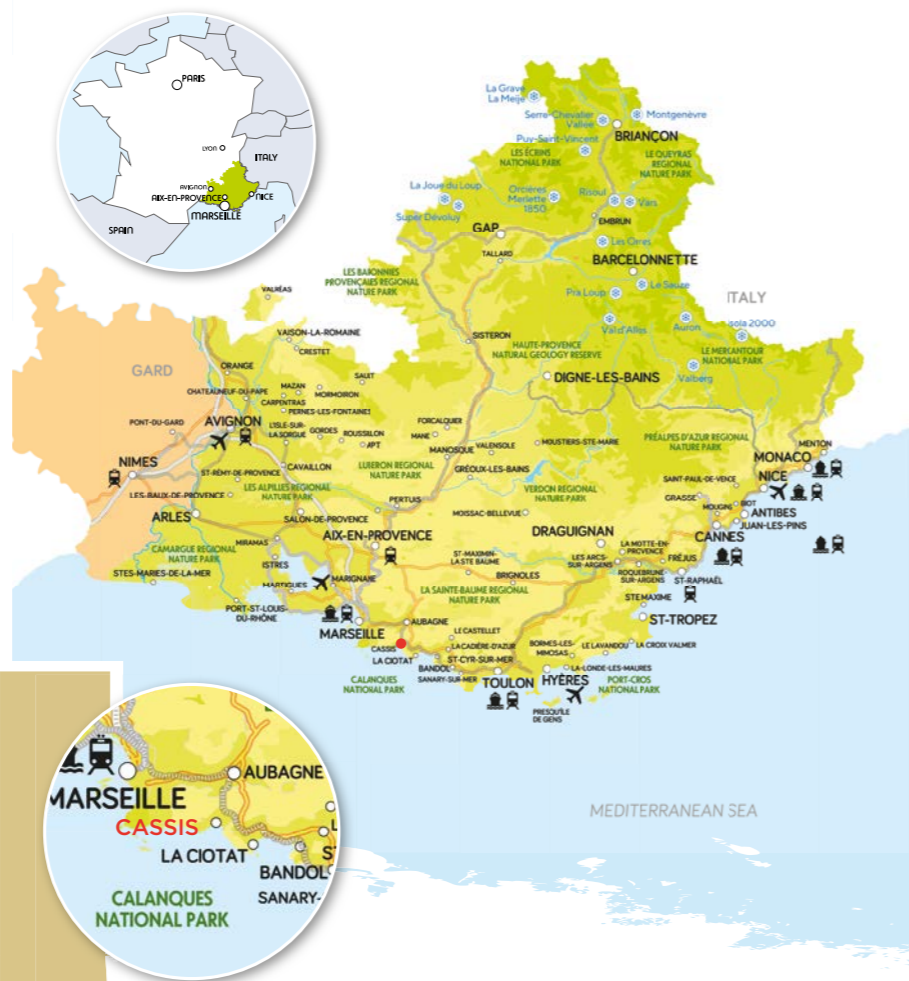 PARIS
LYON
ITALY
AVIGNON
AIX-EN-PROVENCE
NICE
MARSEILLE
SPAIN
La Grave
La Meije
Serre-Chevalier
Vallée
Montgenèvre
BRIANÇON
Puy-Saint-Vincent
LES ÉCRINS
NATIONAL PARK
LE QUEYRAS
REGIONAL
NATURE PARK
La Joue du Loup
Orcières
Merlette
1850
Risoul
Vars
Super Dévoluy
EMBRUN
GAP
Les Orres
TALLARD
BARCELONNETTE
LES BARONNIES
PROVENÇALES REGIONAL
NATURE PARK
Le Sauze
Pra Loup
ITALY
VALRÉAS
Val d'Allos
Auron
isola 2000
VAISON-LA-ROMAINE
SISTERON
CRESTET
HAUTE-PROVENCE
NATURAL GEOLOGY RESERVE
LE MERCANTOUR
NATIONAL PARK
GARD
ORANGE
SAULT
Valberg
DIGNE-LES-BAINS
MAZAN
CHATEAUNEUF-DU-PAPE
MORMOIRON
CARPENTRAS
PERNES-LES-FONTAINES
PONT-DU-GARD
AVIGNON
L'ISLE-SUR-
LA-SORGUE
GORDES
ROUSSILLON
APT
FORCALQUIER
MANE
VALENSOLE
MOUSTIERS-STE-MARIE
PRÉALPES D'AZUR REGIONAL
NATURE PARK
MENTON
MANOSQUE
MONACO
NIMES
CAVAILLON
LUBERON REGIONAL
NATURE PARK
GRÉOUX-LES-BAINS
NICE
ST-RÉMY-DE-PROVENCE
SAINT-PAUL-DE-VENCE
LES-BAUX-DE-PROVENCE
LES ALPILLES REGIONAL
NATURE PARK
VERDON REGIONAL
NATURE PARK
GRASSE
PERTUIS
MOUGINS
BIOT
ANTIBES
ARLES
SALON-DE-PROVENCE
MOISSAC-BELLEVUE
JUAN-LES-PINS
CANNES
DRAGUIGNAN
AIX-EN-PROVENCE
MIRAMAS
LA MOTTE-EN-
PROVENCE
CAMARGUE REGIONAL
NATURE PARK
ST-MAXIMIN-
LA STE BAUME
LES ARCS-
SUR-ARGENS
FRÉJUS
ISTRES
ROQUEBRUNE-
SUR-ARGENS
ST-RAPHAËL
STES-MARIES-DE-LA-MER
MARTIGUES
MARIGNANE
BRIGNOLES
LA SAINTE-BAUME REGIONAL
NATURE PARK
STE MAXIME
PORT-ST-LOUIS-
DU-RHÔNE
ST-TROPEZ
MARSEILLE
AUBAGNE
LE CASTELLET
CASSIS
LA CADIÈRE-D'AZUR
BORMES-LES-
MIMOSAS
LE LAVANDOU
LA CROIX VALMER
LA CIOTAT
ST-CYR-SUR-MER
BANDOL
SANARY-SUR-MER
LA-LONDE-LES-MAURES
CALANQUES
NATIONAL PARK
TOULON
HYÈRES
PORT-CROS
NATIONAL PARK
PRESQU'ÎLE
DE GIENS
MEDITERRANEAN SEA
AUBAGNE
MARSEILLE
CASSIS
LA CIOTAT
BANDOL
SANARY-
CALANQUES
NATIONAL PARK